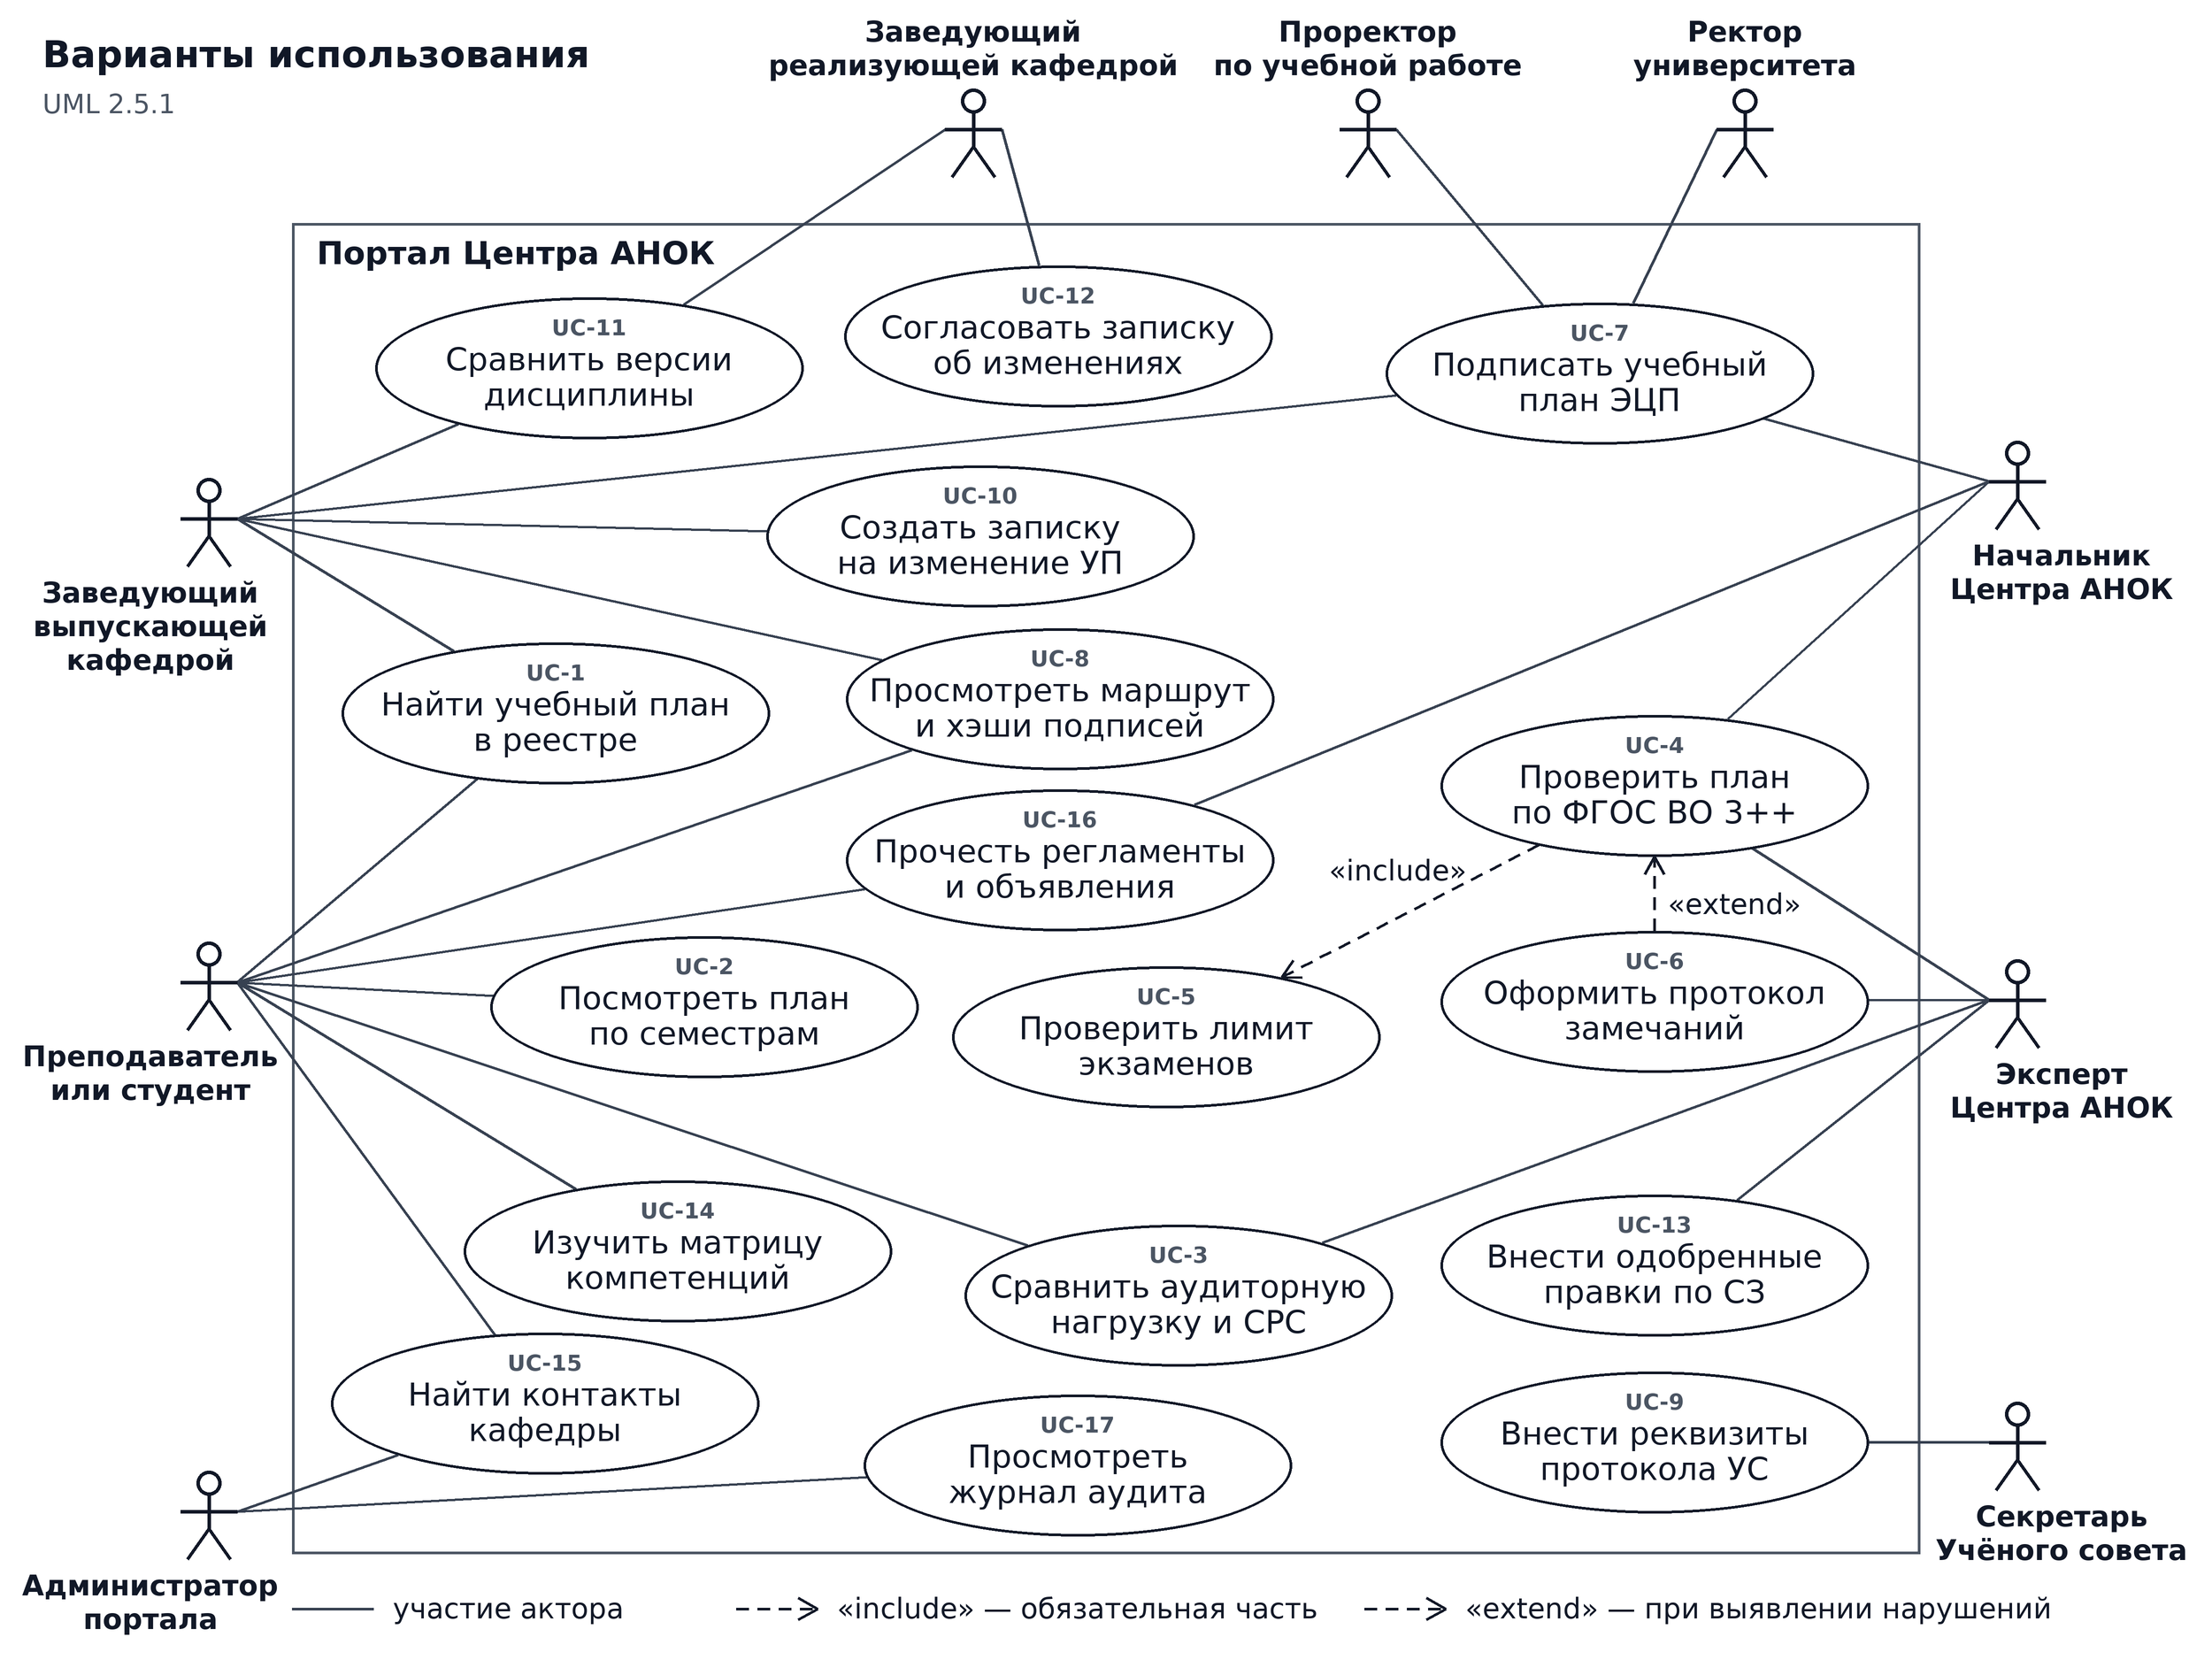 Варианты использования
UML 2.5.1
Заведующий
реализующей кафедрой
Проректор
по учебной работе
Ректор
университета
Портал Центра АНОК
UC-11
Сравнить версии
дисциплины
UC-12
Согласовать записку
об изменениях
UC-7
Подписать учебный
план ЭЦП
UC-10
Создать записку
на изменение УП
Заведующий
выпускающей
кафедрой
Начальник
Центра АНОК
UC-1
Найти учебный план
в реестре
UC-8
Просмотреть маршрут
и хэши подписей
UC-4
Проверить план
по ФГОС ВО 3++
UC-16
Прочесть регламенты
и объявления
«include»
«extend»
UC-2
Посмотреть план
по семестрам
UC-5
Проверить лимит
экзаменов
UC-6
Оформить протокол
замечаний
Преподаватель
или студент
Эксперт
Центра АНОК
UC-14
Изучить матрицу
компетенций
UC-3
Сравнить аудиторную
нагрузку и СРС
UC-13
Внести одобренные
правки по СЗ
UC-15
Найти контакты
кафедры
UC-17
Просмотреть
журнал аудита
UC-9
Внести реквизиты
протокола УС
Секретарь
Учёного совета
Администратор
портала
участие актора
«include» — обязательная часть
«extend» — при выявлении нарушений